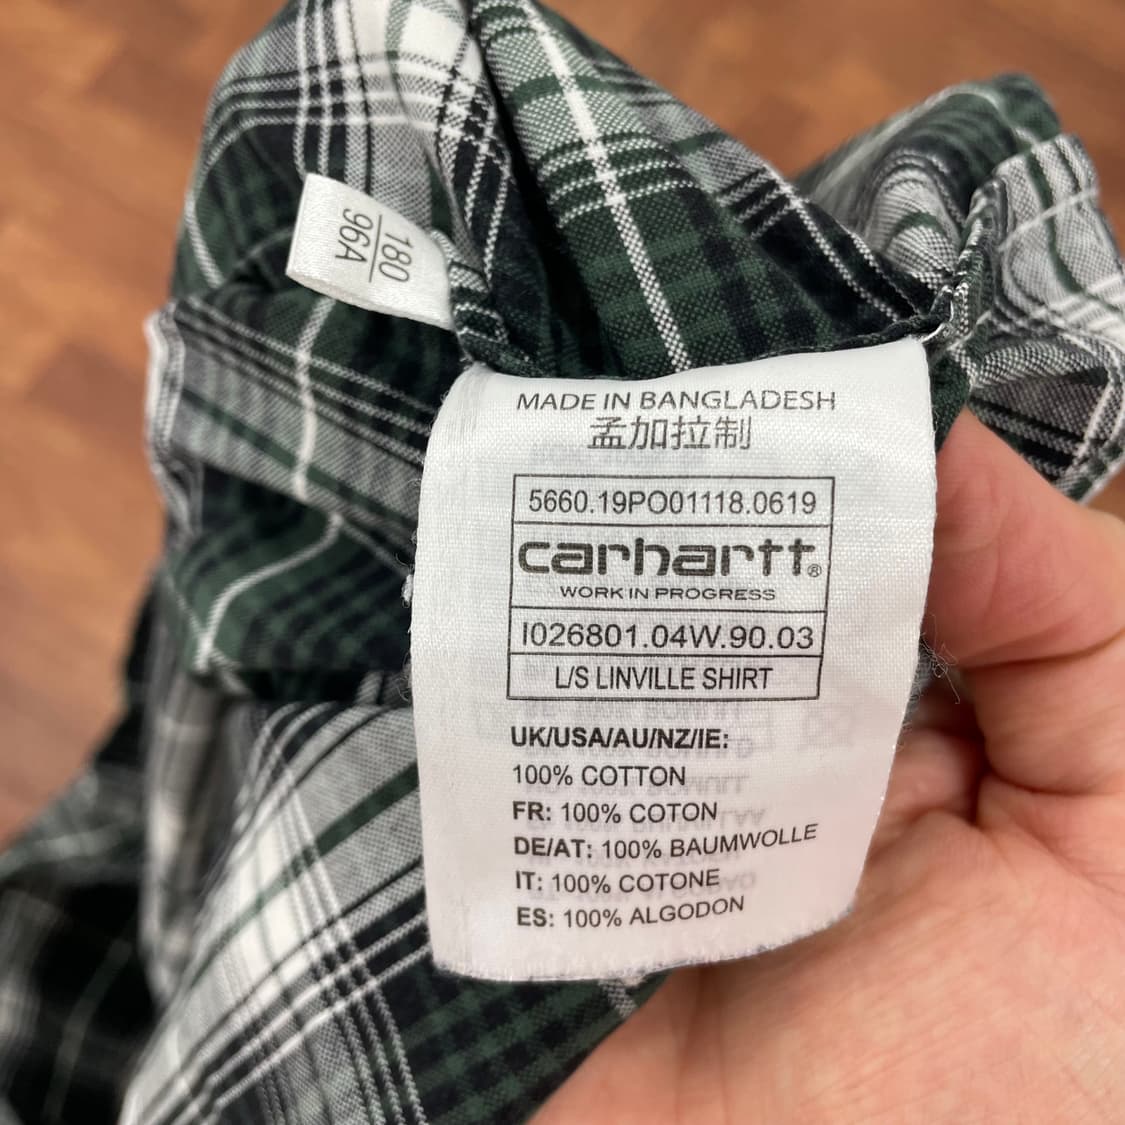 180
96A
MADE IN BANGLADESH
孟加拉制
5660.19PO01118.0619
carhartt®
WORK IN PROGRESS
I026801.04W.90.03
L/S LINVILLE SHIRT
UK/USA/AU/NZ/IE:
100% COTTON
FR: 100% COTON
DE/AT: 100% BAUMWOLLE
IT: 100% COTONE
ES: 100% ALGODON